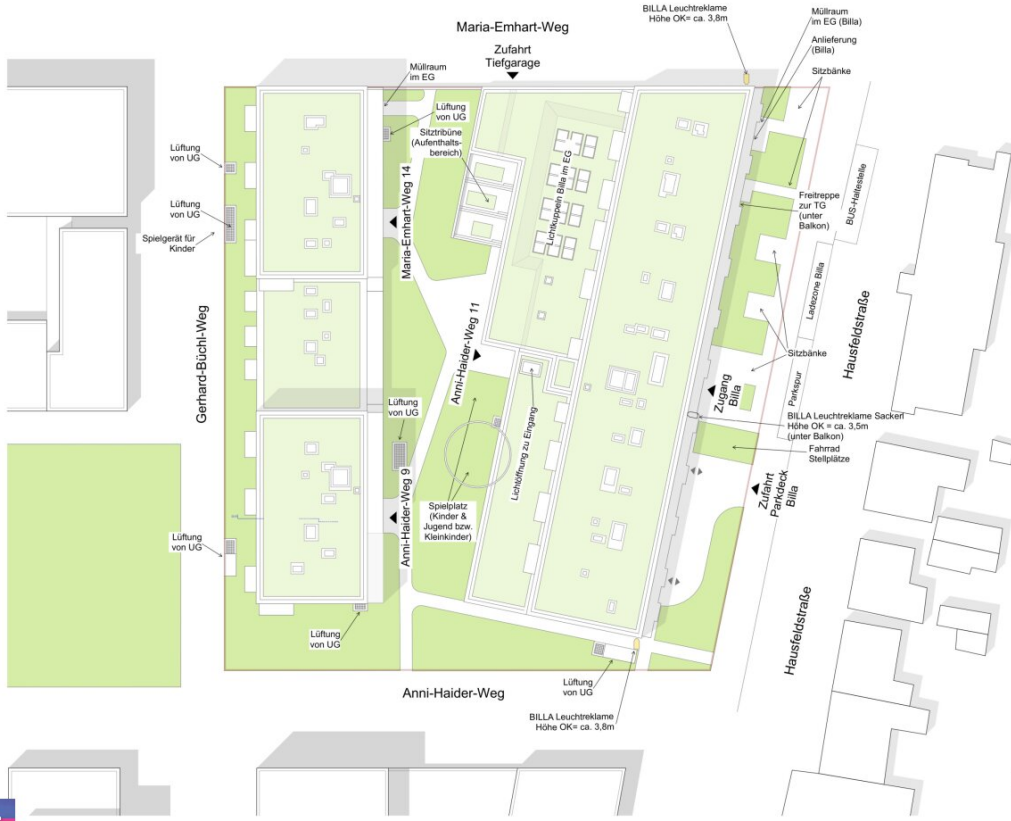 BILLA Leuchtreklame
Höhe OK= ca. 3,8m
Müllraum
im EG (Billa)
Anlieferung
(Billa)
Sitzbänke
Maria-Emhart-Weg
Zufahrt
Tiefgarage
Müllraum
im EG
Lüftung
von UG
Sitztribüne
(Aufenthalts-
bereich)
Lüftung
von UG
Lüftung
von UG
Spielgerät für
Kinder
Maria-Emhart-Weg 14
Lichtkuppeln Billa im EG
Freitreppe
zur TG
(unter
Balkon)
BUS-Haltestelle
Ladezone Billa
Hausfeldstraße
Sitzbänke
Parkspur
Gerhard-Büchl-Weg
Anni-Haider-Weg 11
Zugang
Billa
Lüftung
von UG
Lichtöffnung zu Eingang
BILLA Leuchtreklame Sackerl
Höhe OK = ca. 3,5m
(unter Balkon)
Fahrrad
Stellplätze
Zufahrt
Parkdeck
Billa
Anni-Haider-Weg 9
Spielplatz
(Kinder &
Jugend bzw.
Kleinkinder)
Lüftung
von UG
Lüftung
von UG
Hausfeldstraße
Lüftung
von UG
Anni-Haider-Weg
BILLA Leuchtreklame
Höhe OK= ca. 3,8m